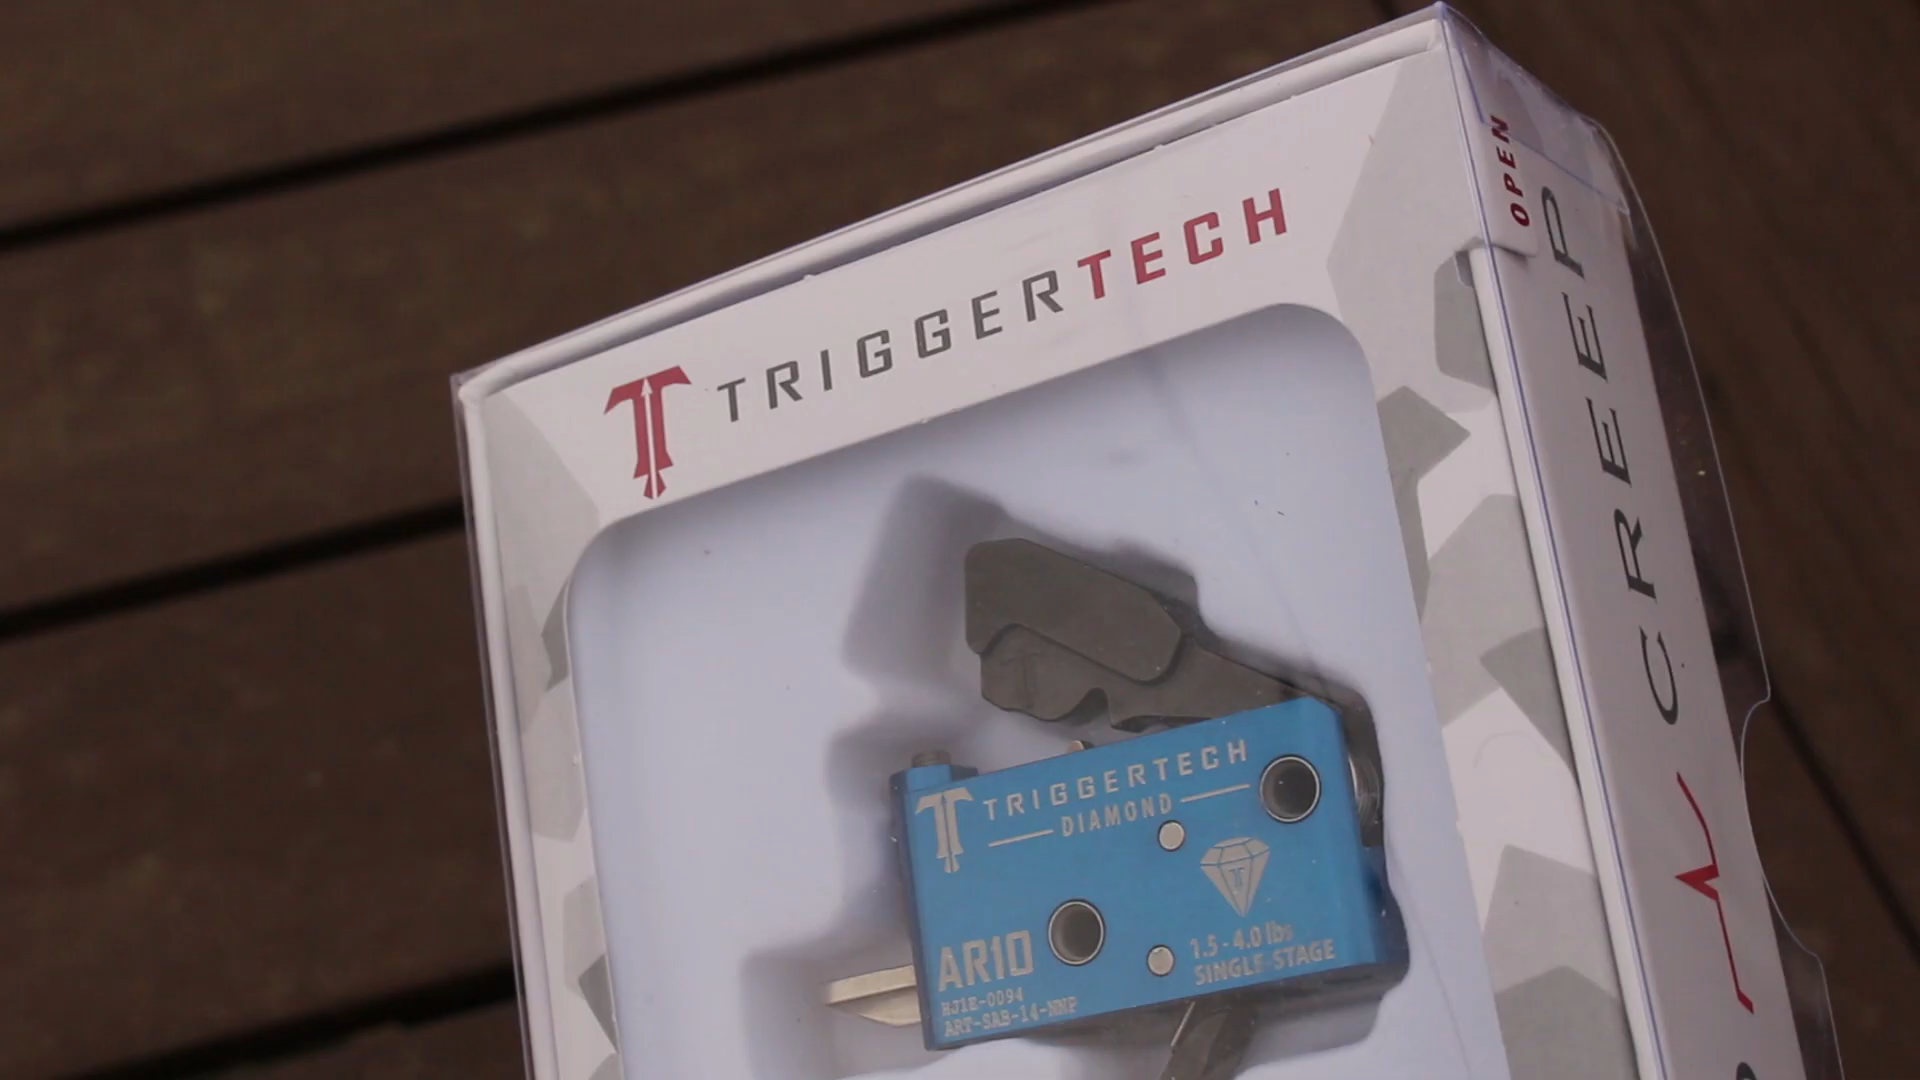 TRIGGERTECH
OPEN
CREEP
TRIGGERTECH
DIAMOND
AR10
1.5 - 4.0 lbs
SINGLE-STAGE
ART-SAB-14-NNP